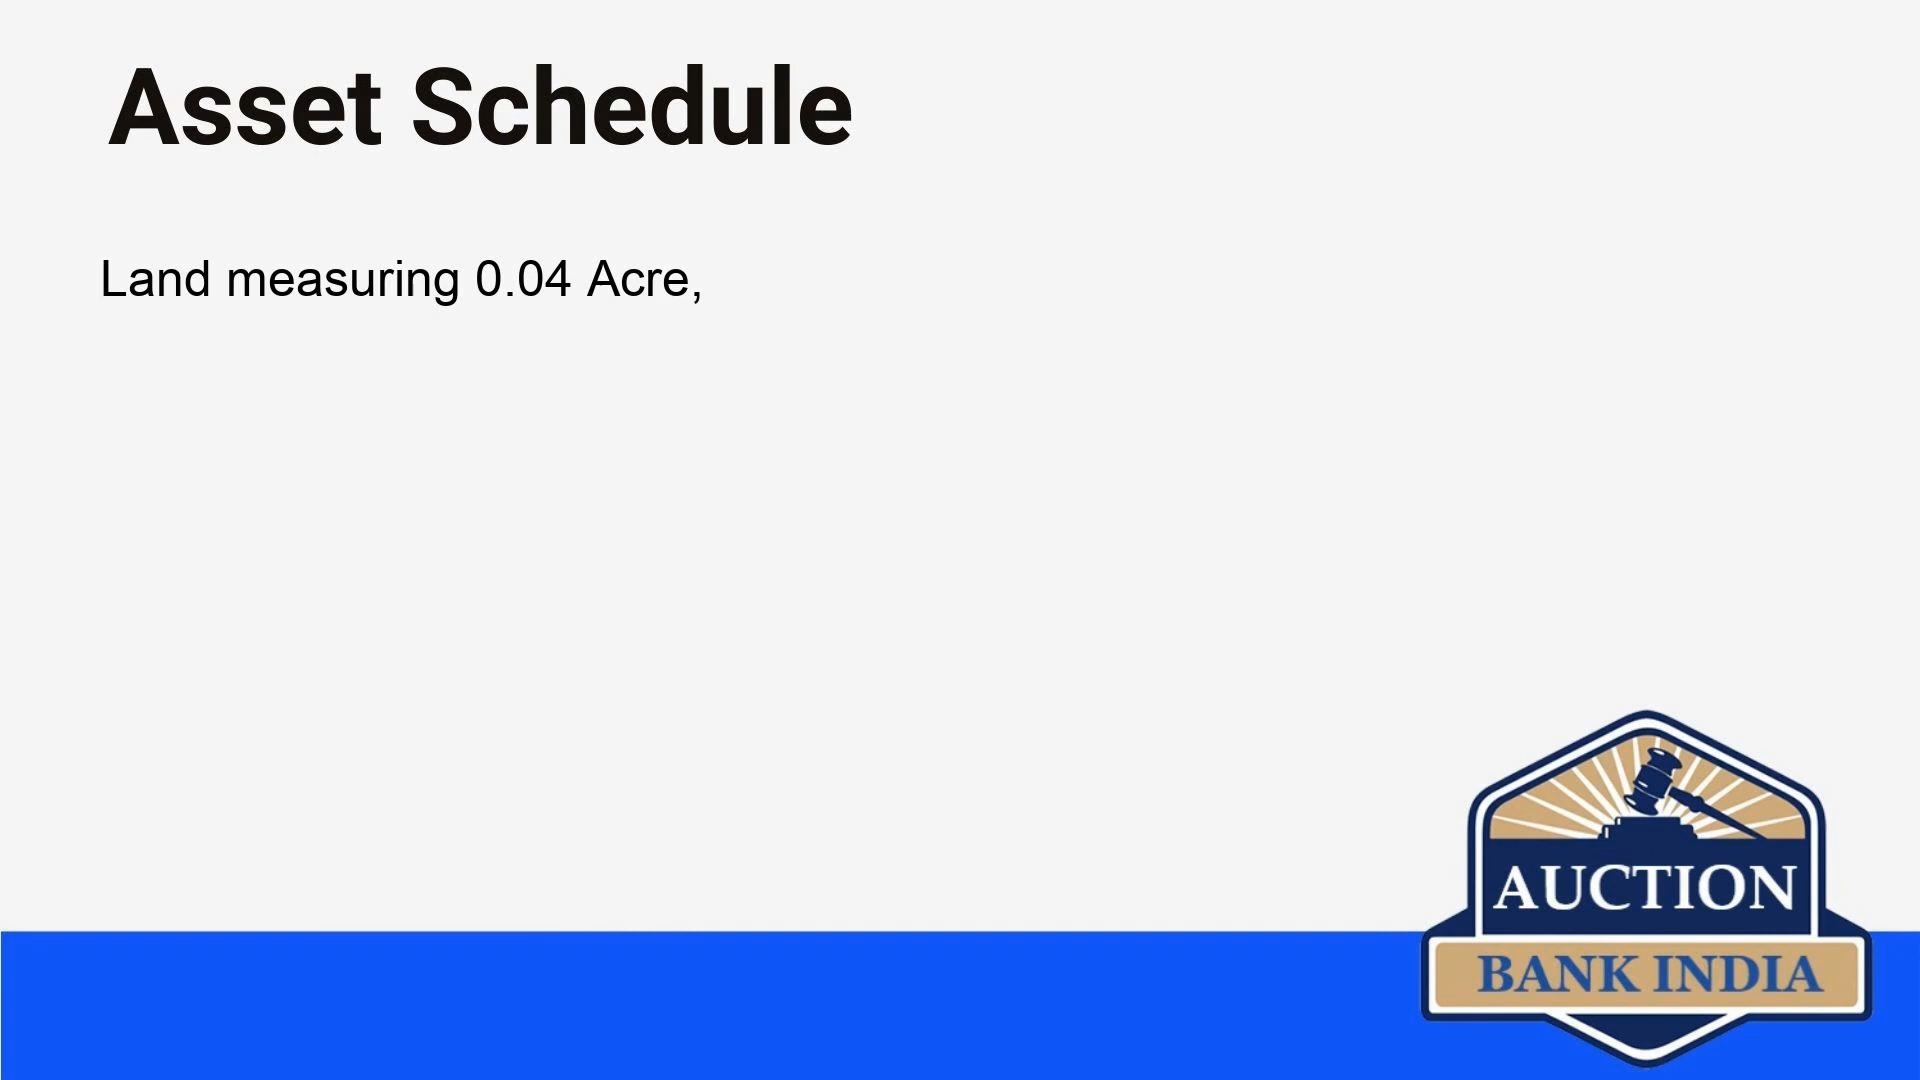 Asset Schedule
Land measuring 0.04 Acre,
AUCTION
BANK INDIA